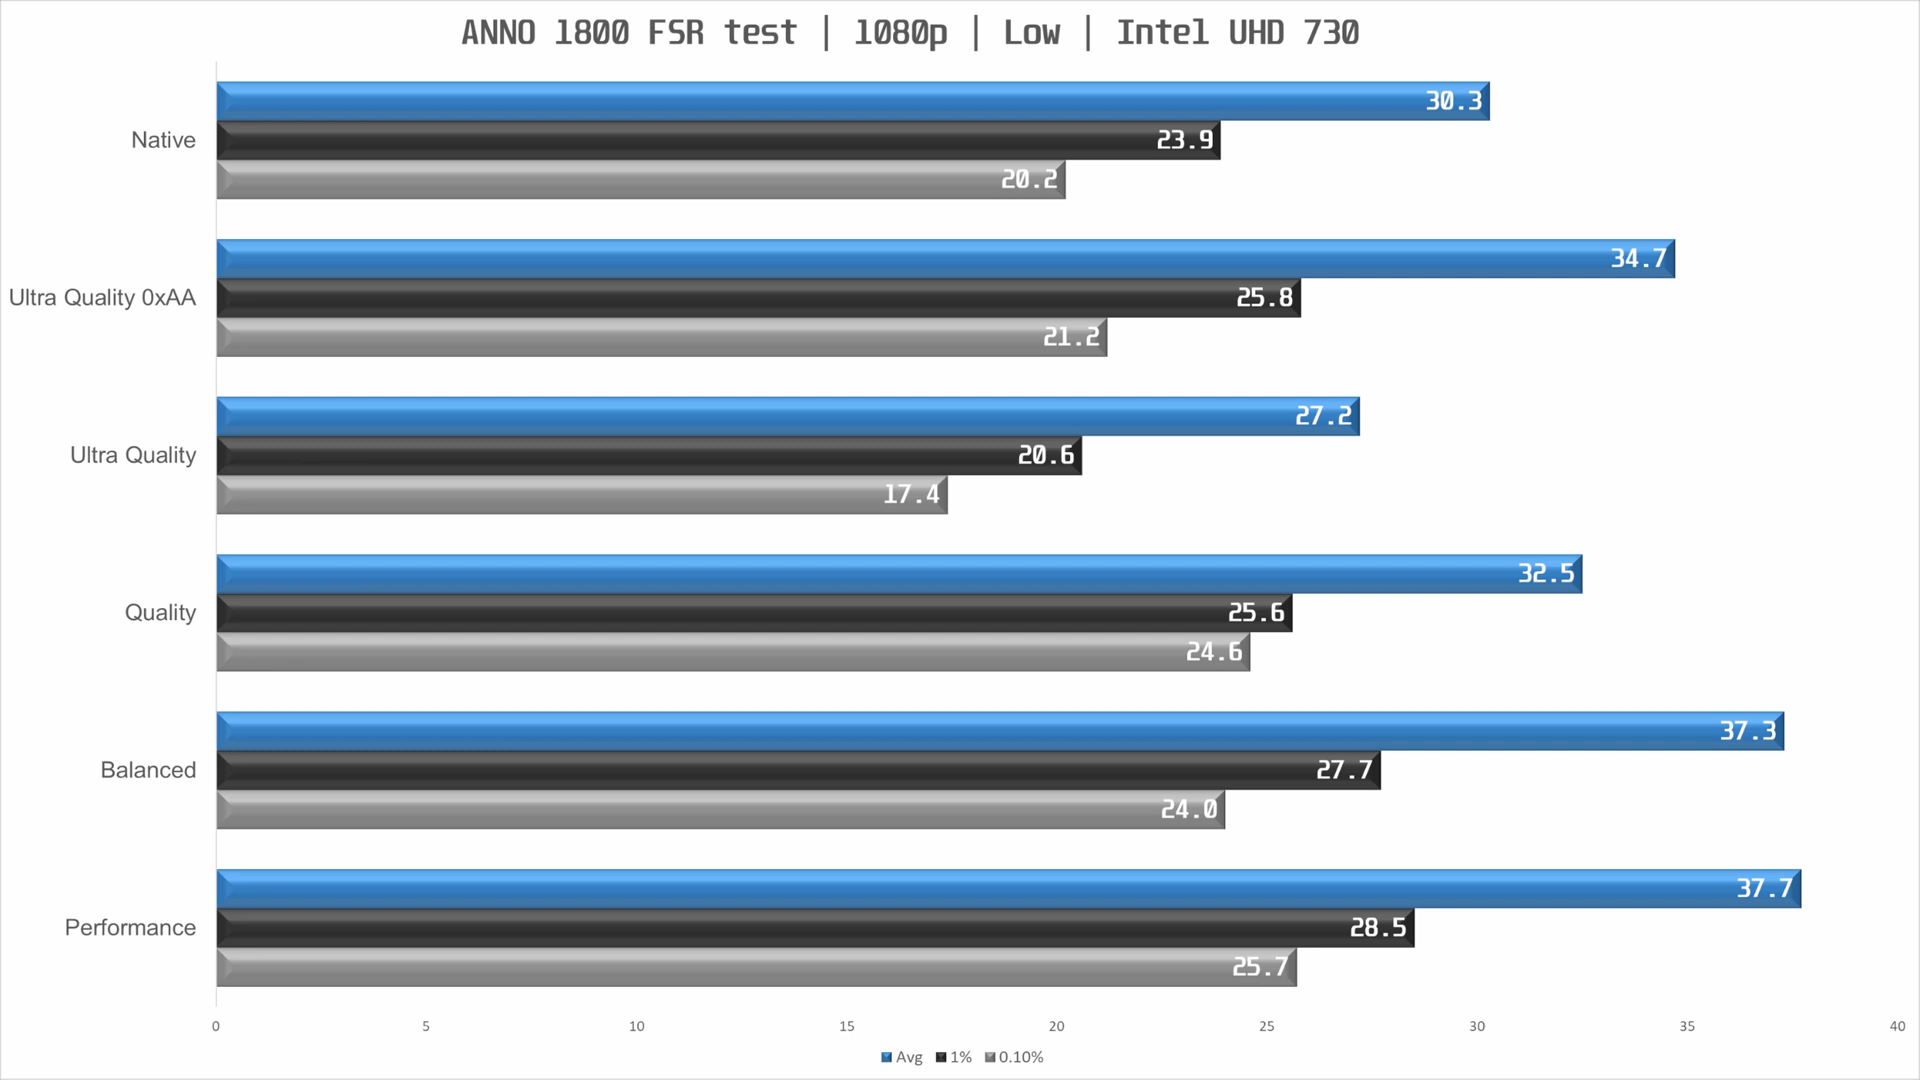 ANNO 1800 FSR test | 1080p | Low | Intel UHD 730
Native
30.3
23.9
20.2
Ultra Quality 0xAA
34.7
25.8
21.2
Ultra Quality
27.2
20.6
17.4
Quality
32.5
25.6
24.6
Balanced
37.3
27.7
24.0
Performance
37.7
28.5
25.7
0 5 10 15 20 25 30 35 40
Avg 1% 0.10%